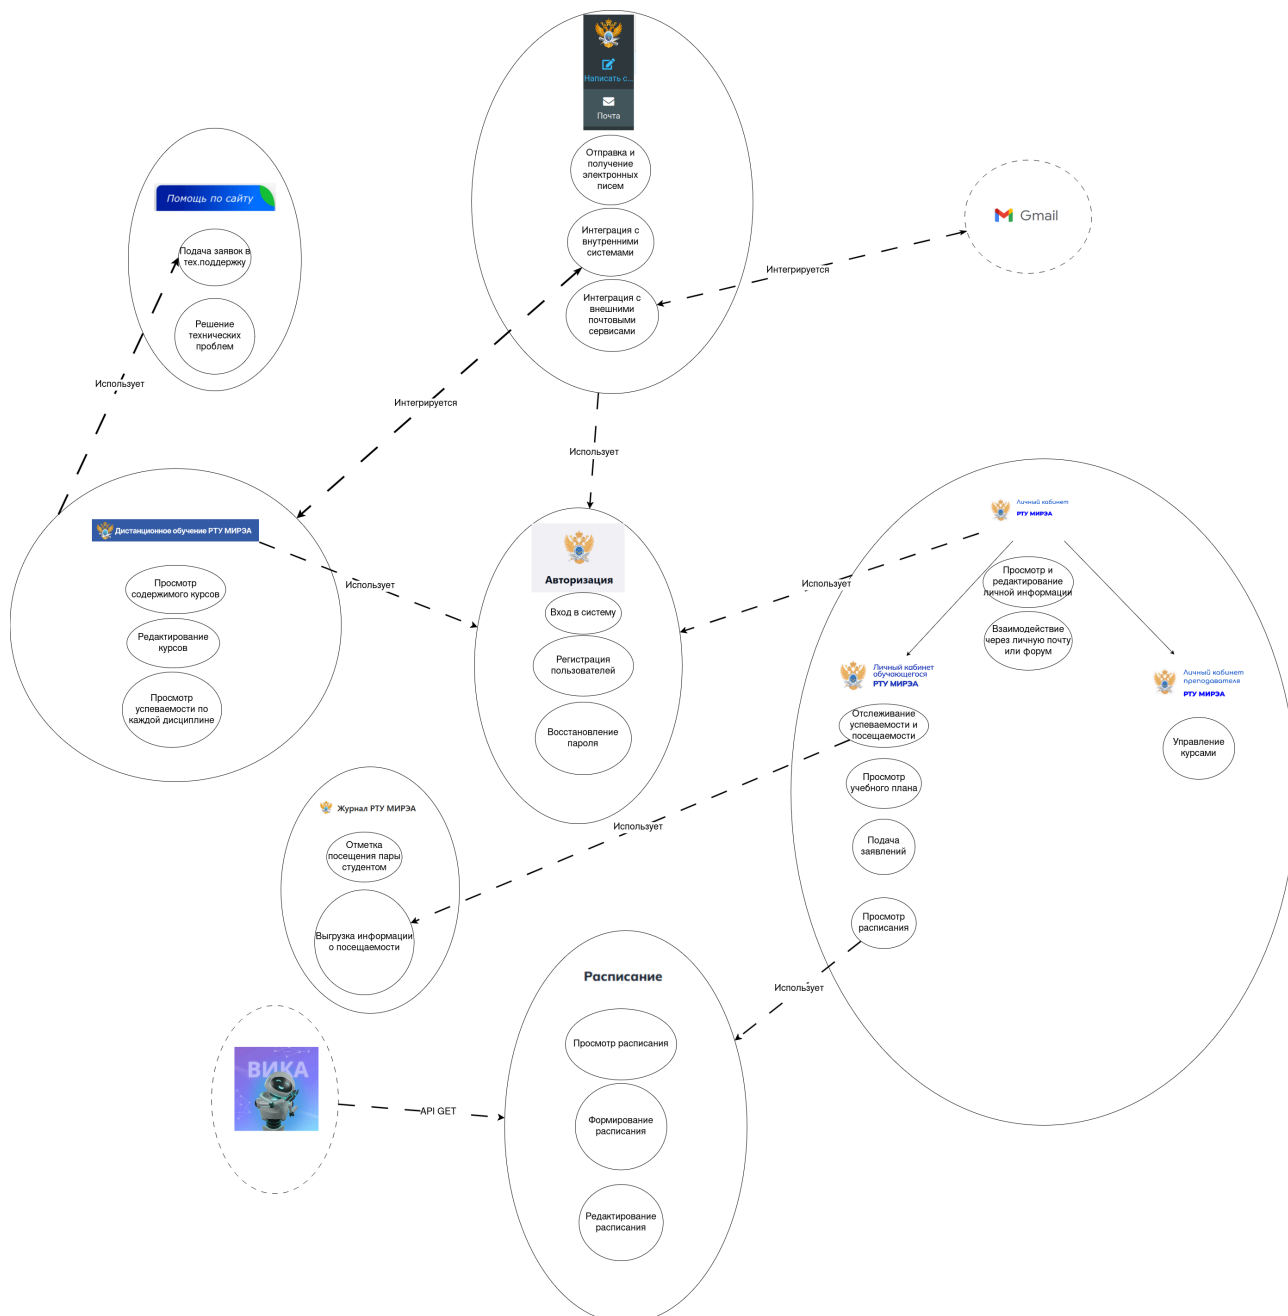 Написать с...
Почта
Отправка и
получение
электронных
писем
Интеграция с
внутренними
системами
Интеграция с
внешними
почтовыми
сервисами
Gmail
Интегрируется
Помощь по сайту
Подача заявок в
тех.поддержку
Решение
технических
проблем
Использует
Интегрируется
Использует
Дистанционное обучение РТУ МИРЭА
Просмотр
содержимого курсов
Редактирование
курсов
Просмотр
успеваемости по
каждой дисциплине
Использует
Авторизация
Вход в систему
Регистрация
пользователей
Восстановление
пароля
Использует
Личный кабинет
РТУ МИРЭА
Просмотр и
редактирование
личной информации
Взаимодействие
через личную почту
или форум
Личный кабинет
обучающегося
РТУ МИРЭА
Отслеживание
успеваемости и
посещаемости
Просмотр
учебного плана
Подача
заявлений
Просмотр
расписания
Личный кабинет
преподавателя
РТУ МИРЭА
Управление
курсами
Использует
Журнал РТУ МИРЭА
Отметка
посещения пары
студентом
Выгрузка информации
о посещаемости
Использует
Расписание
Просмотр расписания
Формирование
расписания
Редактирование
расписания
ВИКА
API GET